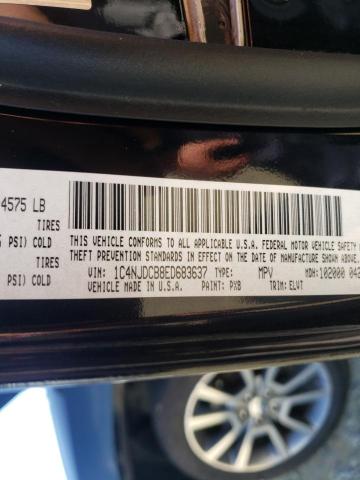 4575 LB
TIRES
PSI) COLD
TIRES
PSI) COLD
THIS VEHICLE CONFORMS TO ALL APPLICABLE U.S.A. FEDERAL MOTOR VEHICLE SAFETY
THEFT PREVENTION STANDARDS IN EFFECT ON THE DATE OF MANUFACTURE SHOWN
VIN: 1C4NJDCB8ED683637 TYPE: MPV MDH: 102000 042
VEHICLE MADE IN U.S.A. PAINT: PXB TRIM: ELVT